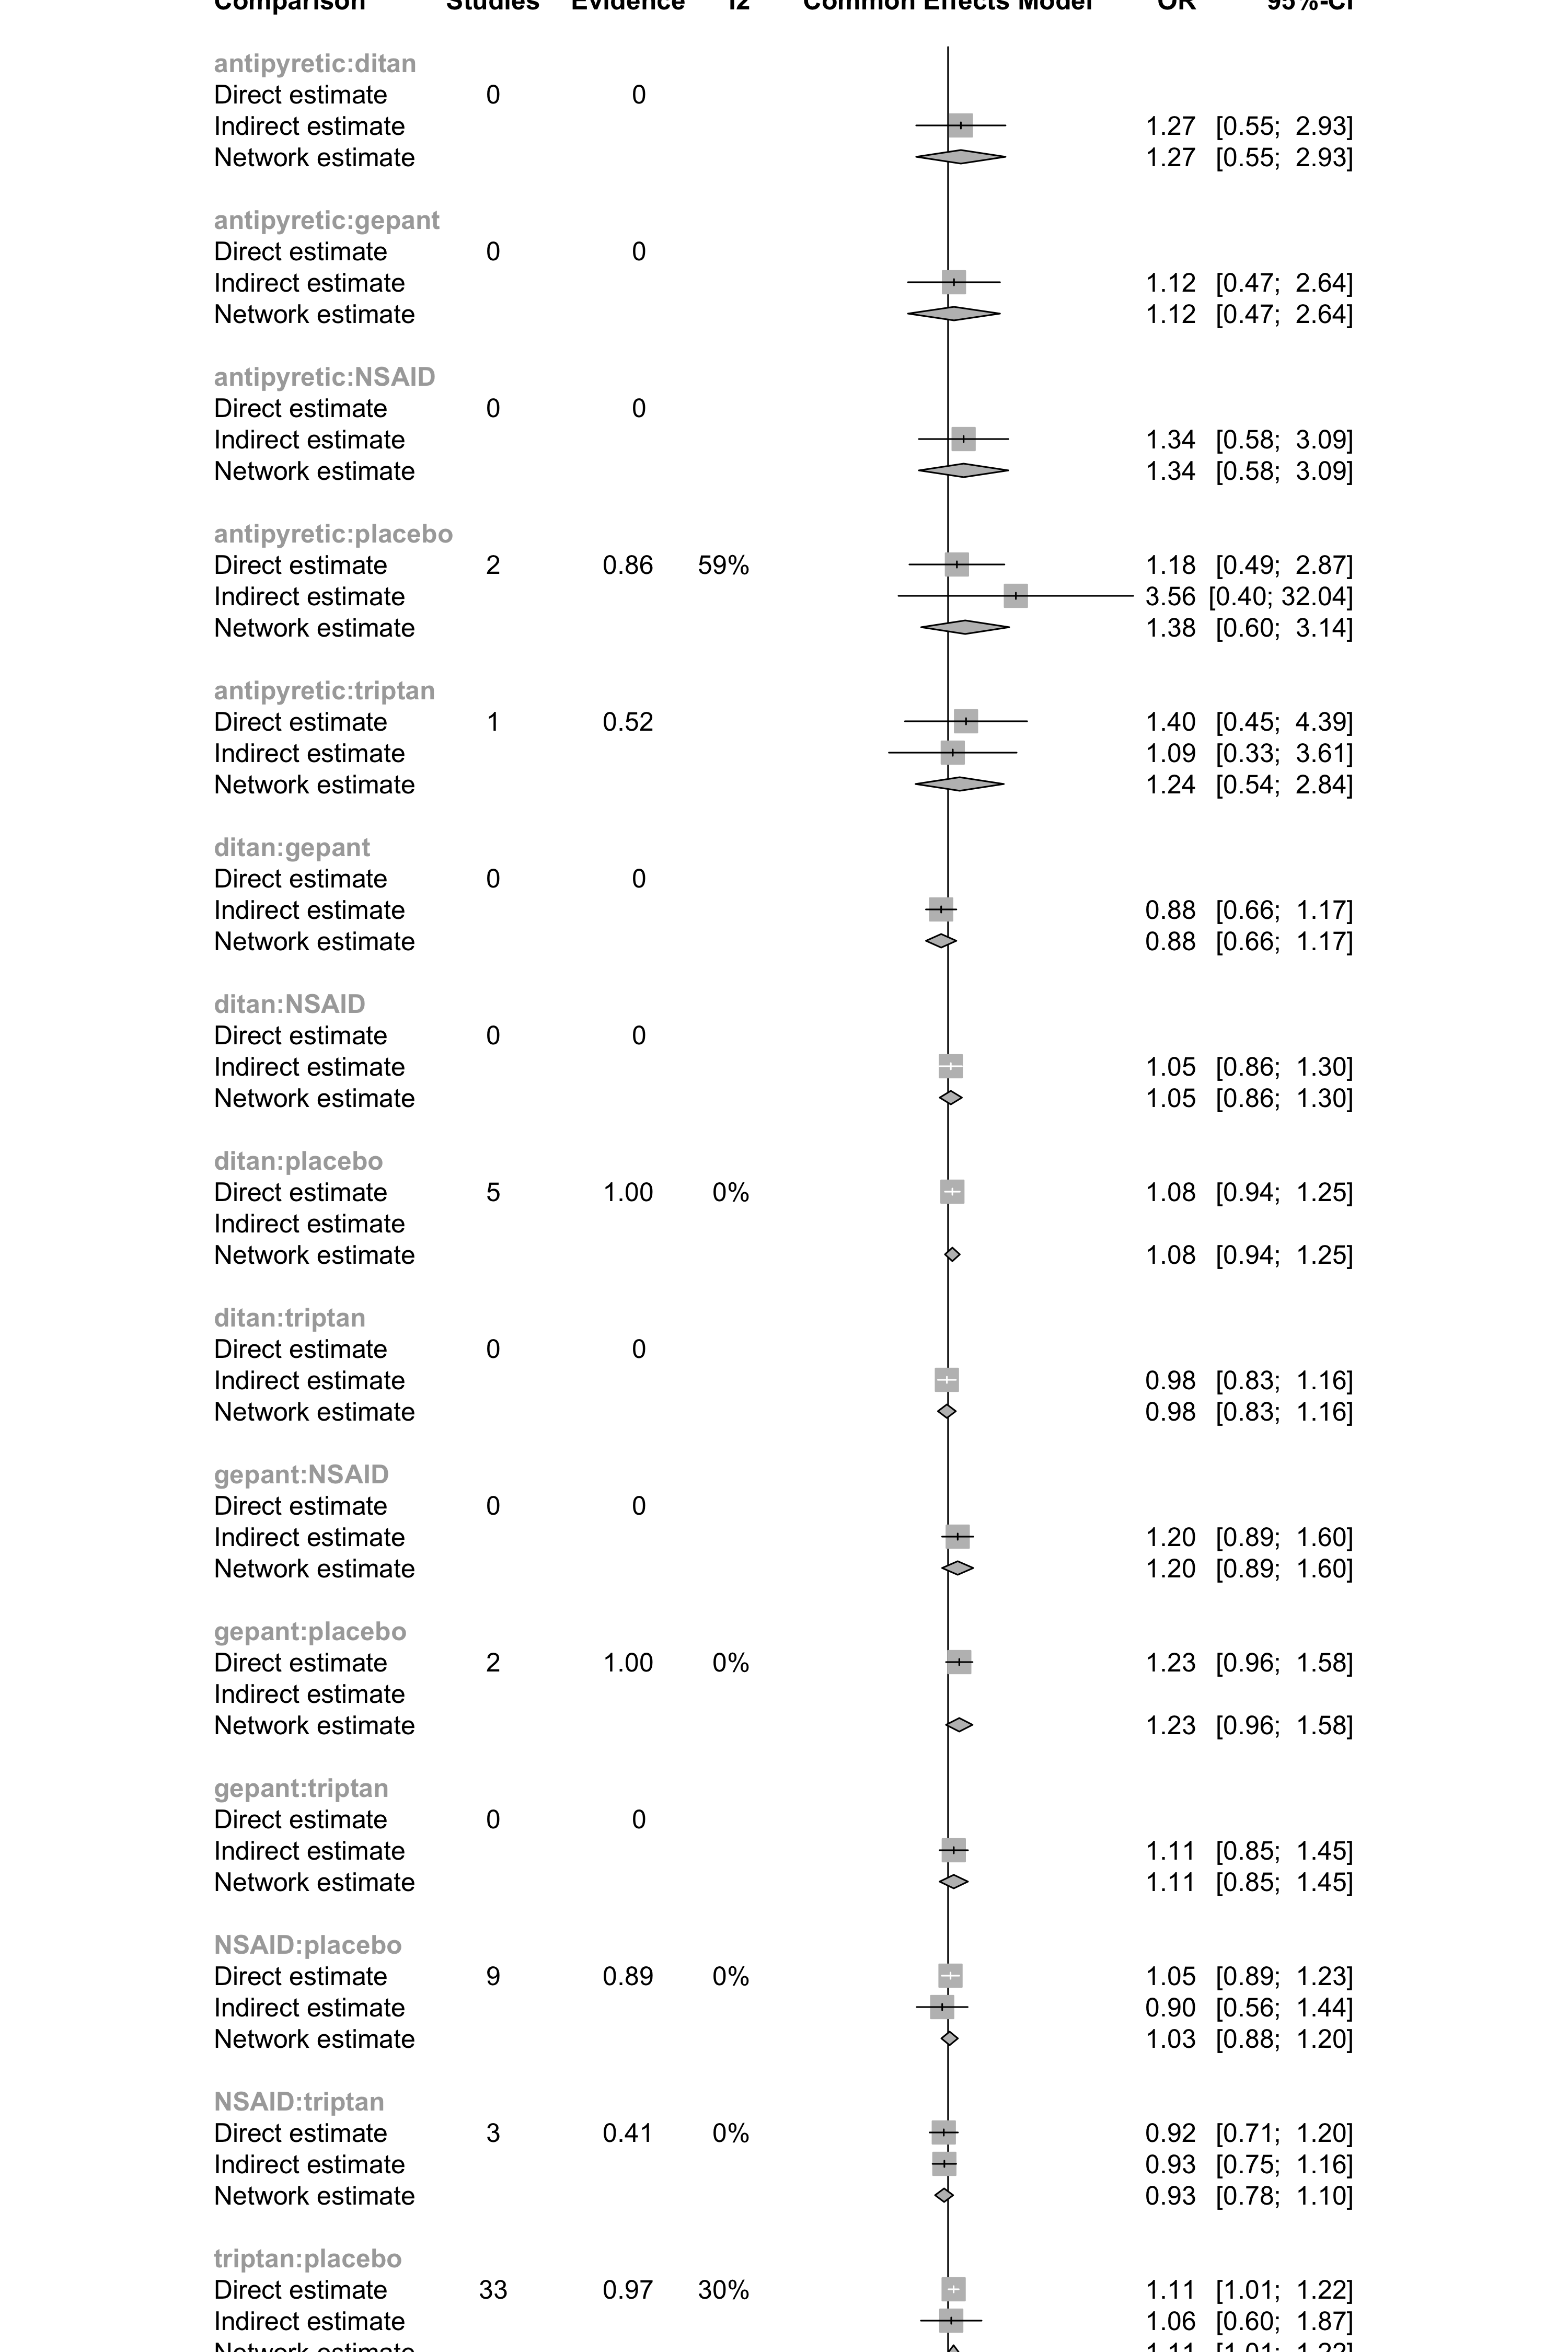 Comparison Studies Evidence I2 Common Effects Model OR 95%-CI
antipyretic:ditan
Direct estimate 0 0
Indirect estimate 1.27 [0.55; 2.93]
Network estimate 1.27 [0.55; 2.93]
antipyretic:gepant
Direct estimate 0 0
Indirect estimate 1.12 [0.47; 2.64]
Network estimate 1.12 [0.47; 2.64]
antipyretic:NSAID
Direct estimate 0 0
Indirect estimate 1.34 [0.58; 3.09]
Network estimate 1.34 [0.58; 3.09]
antipyretic:placebo
Direct estimate 2 0.86 59% 1.18 [0.49; 2.87]
Indirect estimate 3.56 [0.40; 32.04]
Network estimate 1.38 [0.60; 3.14]
antipyretic:triptan
Direct estimate 1 0.52 1.40 [0.45; 4.39]
Indirect estimate 1.09 [0.33; 3.61]
Network estimate 1.24 [0.54; 2.84]
ditan:gepant
Direct estimate 0 0
Indirect estimate 0.88 [0.66; 1.17]
Network estimate 0.88 [0.66; 1.17]
ditan:NSAID
Direct estimate 0 0
Indirect estimate 1.05 [0.86; 1.30]
Network estimate 1.05 [0.86; 1.30]
ditan:placebo
Direct estimate 5 1.00 0% 1.08 [0.94; 1.25]
Indirect estimate
Network estimate 1.08 [0.94; 1.25]
ditan:triptan
Direct estimate 0 0
Indirect estimate 0.98 [0.83; 1.16]
Network estimate 0.98 [0.83; 1.16]
gepant:NSAID
Direct estimate 0 0
Indirect estimate 1.20 [0.89; 1.60]
Network estimate 1.20 [0.89; 1.60]
gepant:placebo
Direct estimate 2 1.00 0% 1.23 [0.96; 1.58]
Indirect estimate
Network estimate 1.23 [0.96; 1.58]
gepant:triptan
Direct estimate 0 0
Indirect estimate 1.11 [0.85; 1.45]
Network estimate 1.11 [0.85; 1.45]
NSAID:placebo
Direct estimate 9 0.89 0% 1.05 [0.89; 1.23]
Indirect estimate 0.90 [0.56; 1.44]
Network estimate 1.03 [0.88; 1.20]
NSAID:triptan
Direct estimate 3 0.41 0% 0.92 [0.71; 1.20]
Indirect estimate 0.93 [0.75; 1.16]
Network estimate 0.93 [0.78; 1.10]
triptan:placebo
Direct estimate 33 0.97 30% 1.11 [1.01; 1.22]
Indirect estimate 1.06 [0.60; 1.87]
Network estimate 1.11 [1.01; 1.22]